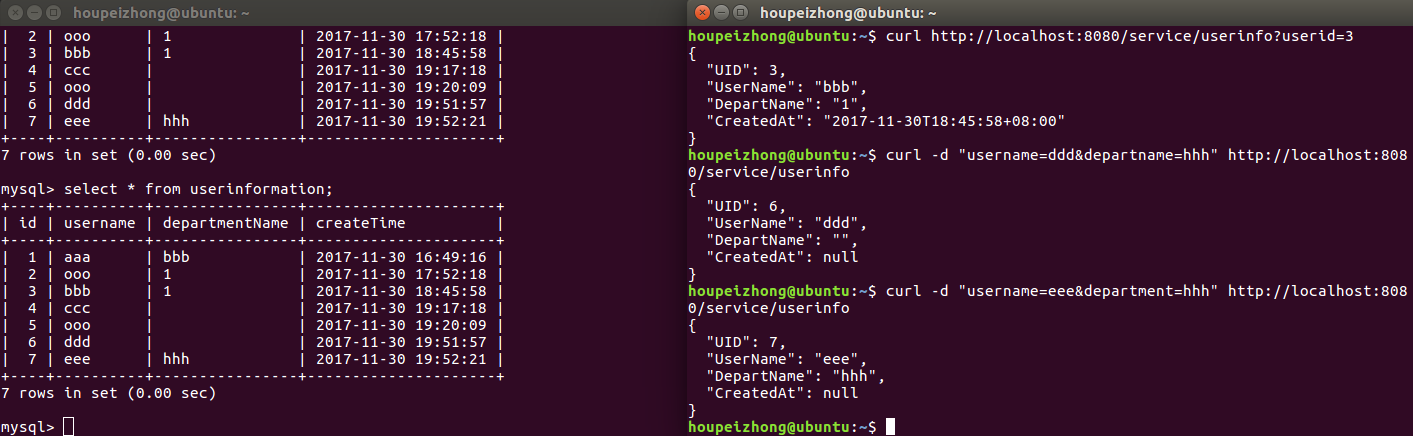 houpeizhong@ubuntu: ~
|  2 | ooo      | 1              | 2017-11-30 17:52:18 |
|  3 | bbb      | 1              | 2017-11-30 18:45:58 |
|  4 | ccc      |                | 2017-11-30 19:17:18 |
|  5 | ooo      |                | 2017-11-30 19:20:09 |
|  6 | ddd      |                | 2017-11-30 19:51:57 |
|  7 | eee      | hhh            | 2017-11-30 19:52:21 |
+----+----------+----------------+---------------------+
7 rows in set (0.00 sec)
mysql> select * from userinformation;
+----+----------+----------------+---------------------+
| id | username | departmentName | createTime          |
+----+----------+----------------+---------------------+
|  1 | aaa      | bbb            | 2017-11-30 16:49:16 |
|  2 | ooo      | 1              | 2017-11-30 17:52:18 |
|  3 | bbb      | 1              | 2017-11-30 18:45:58 |
|  4 | ccc      |                | 2017-11-30 19:17:18 |
|  5 | ooo      |                | 2017-11-30 19:20:09 |
|  6 | ddd      |                | 2017-11-30 19:51:57 |
|  7 | eee      | hhh            | 2017-11-30 19:52:21 |
+----+----------+----------------+---------------------+
7 rows in set (0.00 sec)
mysql>
houpeizhong@ubuntu: ~
houpeizhong@ubuntu:~$ curl http://localhost:8080/service/userinfo?userid=3
{
  "UID": 3,
  "UserName": "bbb",
  "DepartName": "1",
  "CreatedAt": "2017-11-30T18:45:58+08:00"
}
houpeizhong@ubuntu:~$ curl -d "username=ddd&departname=hhh" http://localhost:808
0/service/userinfo
{
  "UID": 6,
  "UserName": "ddd",
  "DepartName": "",
  "CreatedAt": null
}
houpeizhong@ubuntu:~$ curl -d "username=eee&department=hhh" http://localhost:808
0/service/userinfo
{
  "UID": 7,
  "UserName": "eee",
  "DepartName": "hhh",
  "CreatedAt": null
}
houpeizhong@ubuntu:~$